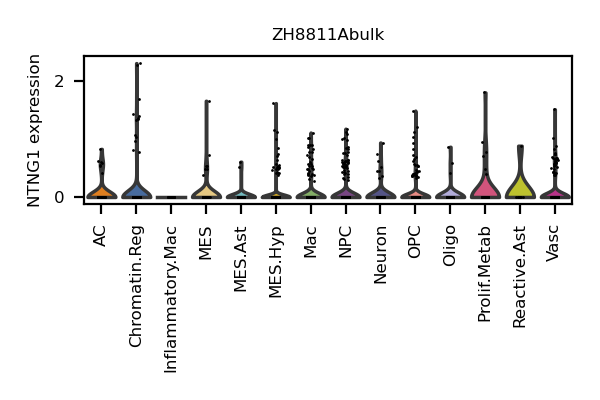 ZH8811Abulk
NTNG1 expression
2
0
AC
Chromatin.Reg
Inflammatory.Mac
MES
MES.Ast
MES.Hyp
Mac
NPC
Neuron
OPC
Oligo
Prolif.Metab
Reactive.Ast
Vasc